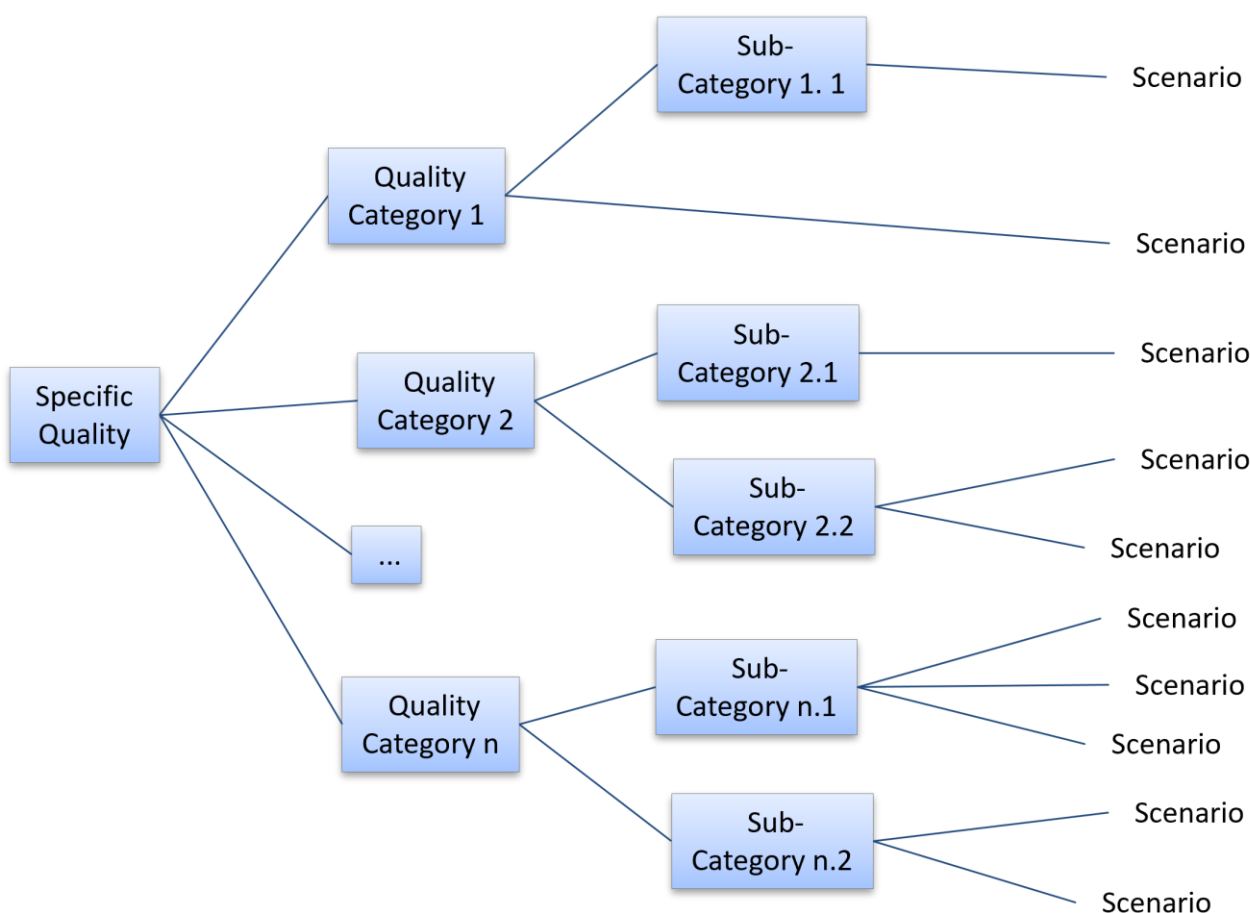 Specific
Quality
Quality
Category 1
Sub-
Category 1. 1
Scenario
Scenario
Quality
Category 2
Sub-
Category 2.1
Scenario
Sub-
Category 2.2
Scenario
Scenario
...
Quality
Category n
Sub-
Category n.1
Scenario
Scenario
Scenario
Sub-
Category n.2
Scenario
Scenario